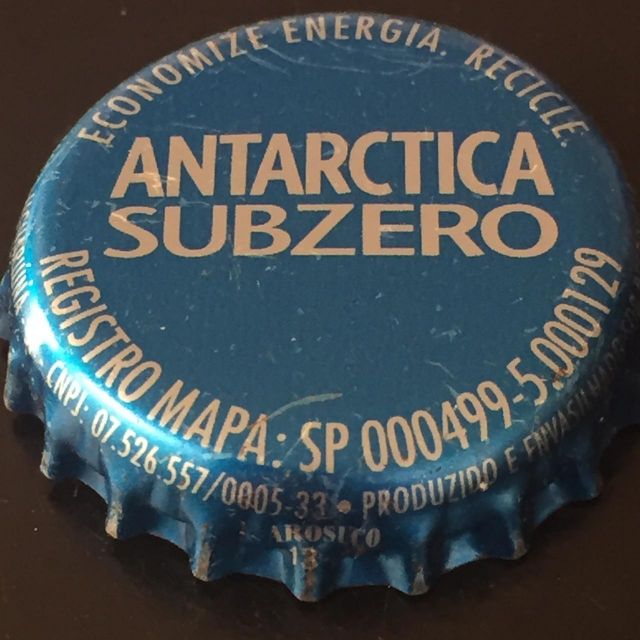 ECONOMIZE ENERGIA. RECICLE.
ANTARCTICA
SUBZERO
REGISTRO MAPA: SP 000499-5.000129
CNPJ: 07.526.557/0005-33 • PRODUZIDO E ENVASILHADO
AROSUCO
13